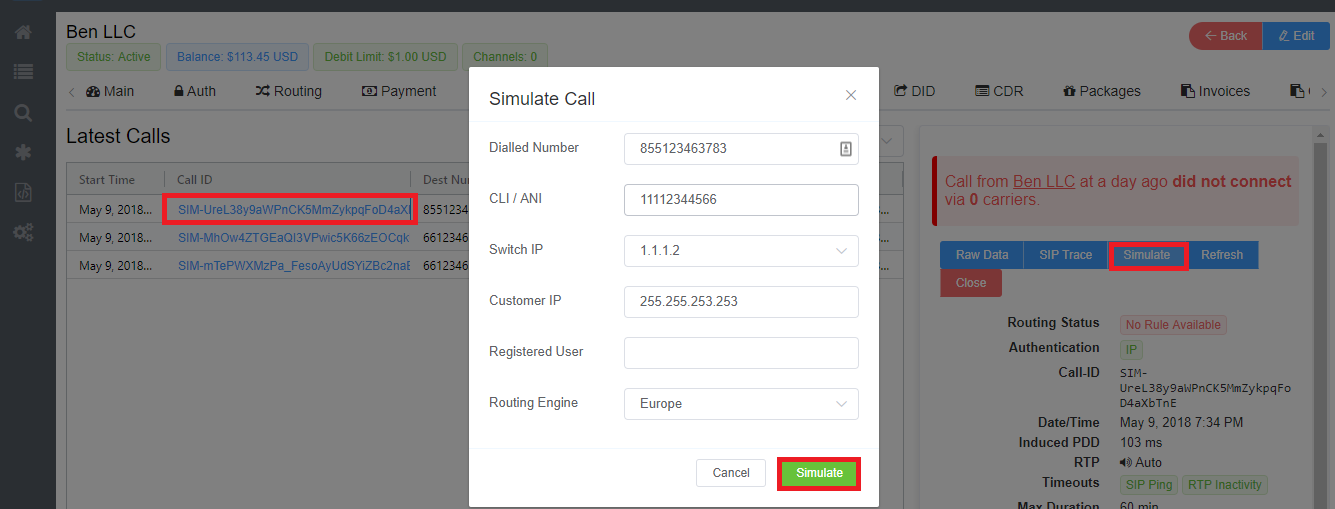 Ben LLC
Back
Edit
Status: Active
Balance: $113.45 USD
Debit Limit: $1.00 USD
Channels: 0
Main
Auth
Routing
Payment
DID
CDR
Packages
Invoices
Latest Calls
Start Time
Call ID
Dest Nu
May 9, 2018...
SIM-UreL38y9aWPnCK5MmZykpqFoD4aX
8551234
May 9, 2018...
SIM-MhOw4ZTGEaQI3VPwic5K66zEOCqk
6612346
May 9, 2018...
SIM-mTePWXMzPa_FesoAyUdSYiZBc2naE
6612346
Simulate Call
Dialled Number
855123463783
CLI / ANI
11112344566
Switch IP
1.1.1.2
Customer IP
255.255.253.253
Registered User
Routing Engine
Europe
Cancel
Simulate
Call from Ben LLC at a day ago did not connect
via 0 carriers.
Raw Data
SIP Trace
Simulate
Refresh
Close
Routing Status
No Rule Available
Authentication
IP
Call-ID
SIM-
UreL38y9aWPnCK5MmZykpqFo
D4aXbTnE
Date/Time
May 9, 2018 7:34 PM
Induced PDD
103 ms
RTP
Auto
Timeouts
SIP Ping
RTP Inactivity
Max Duration
60 min